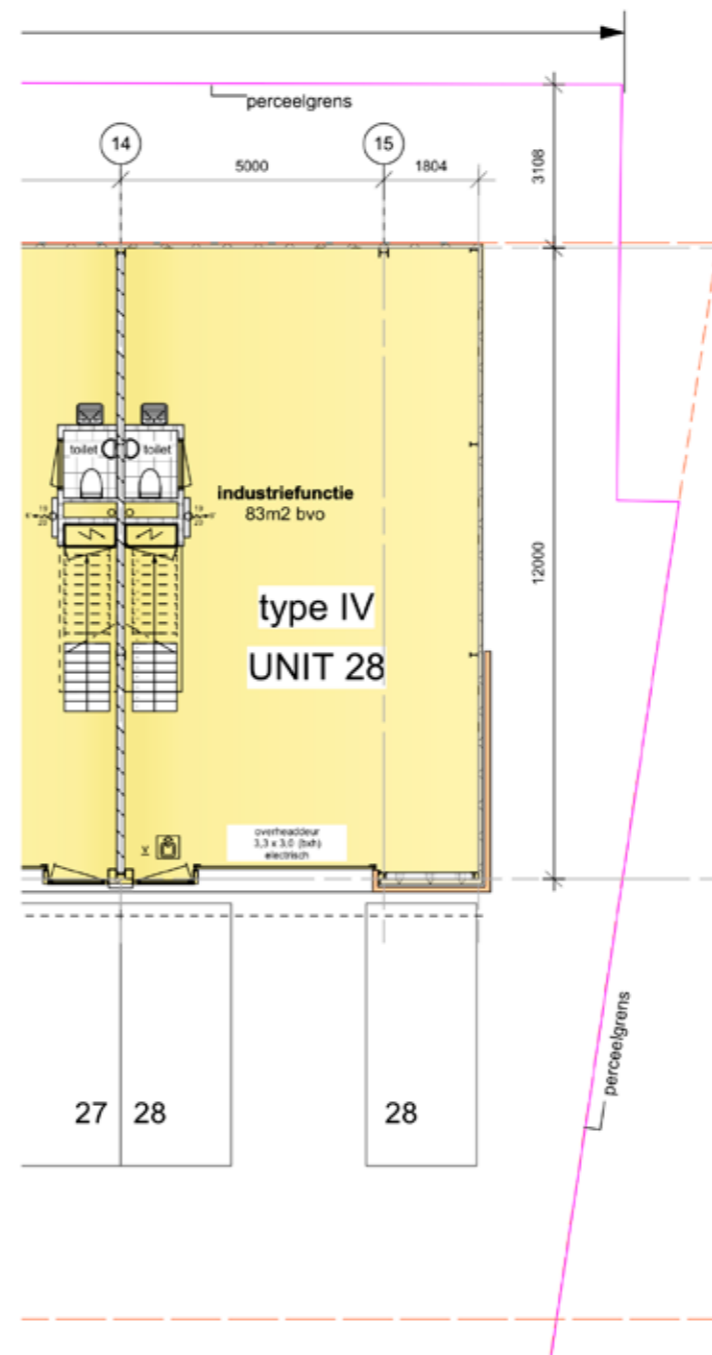 perceelgrens
14
15
5000
1804
3108
toilet
toilet
industriefunctie
83m2 bvo
12000
type IV
UNIT 28
overheaddeur
3,3 x 3,0 (bxh)
electrisch
perceelgrens
27
28
28